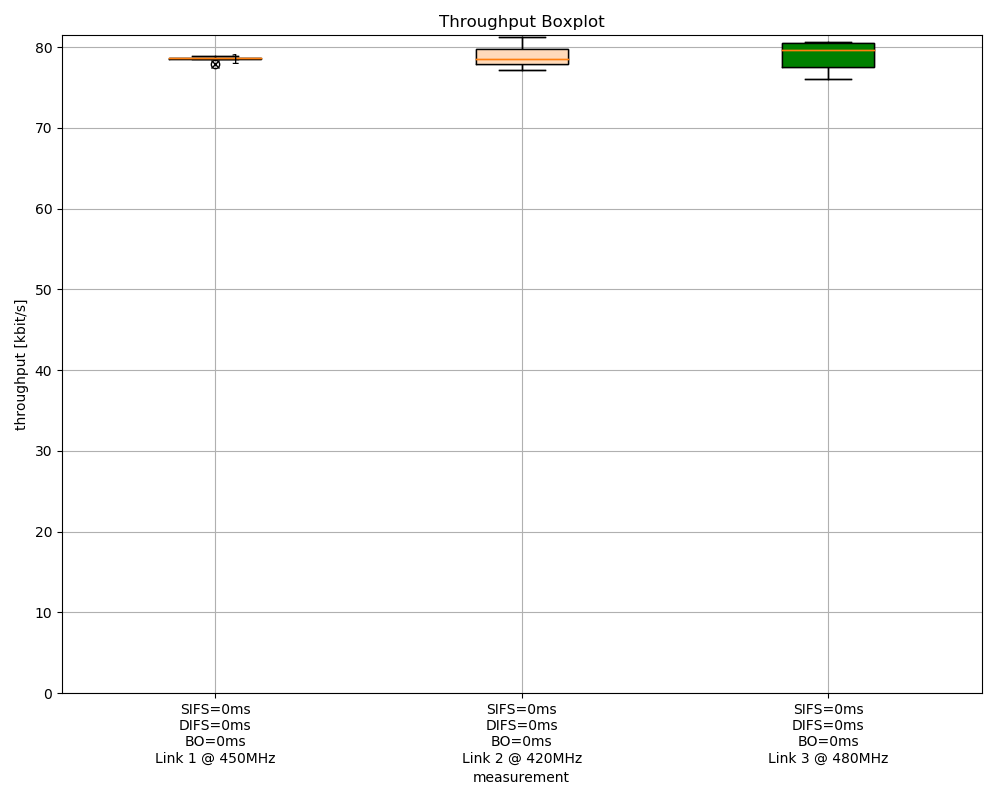 Throughput Boxplot
throughput [kbit/s]
80
70
60
50
40
30
20
10
0
1
SIFS=0ms
DIFS=0ms
BO=0ms
Link 1 @ 450MHz
SIFS=0ms
DIFS=0ms
BO=0ms
Link 2 @ 420MHz
SIFS=0ms
DIFS=0ms
BO=0ms
Link 3 @ 480MHz
measurement